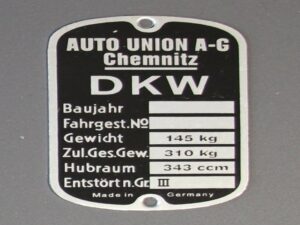 AUTO UNION A-G
Chemnitz
DKW
Baujahr
Fahrgest.No
Gewicht 145 kg
Zul.Ges.Gew. 310 kg
Hubraum 343 ccm
Entstört n.Gr. III
Made in Germany